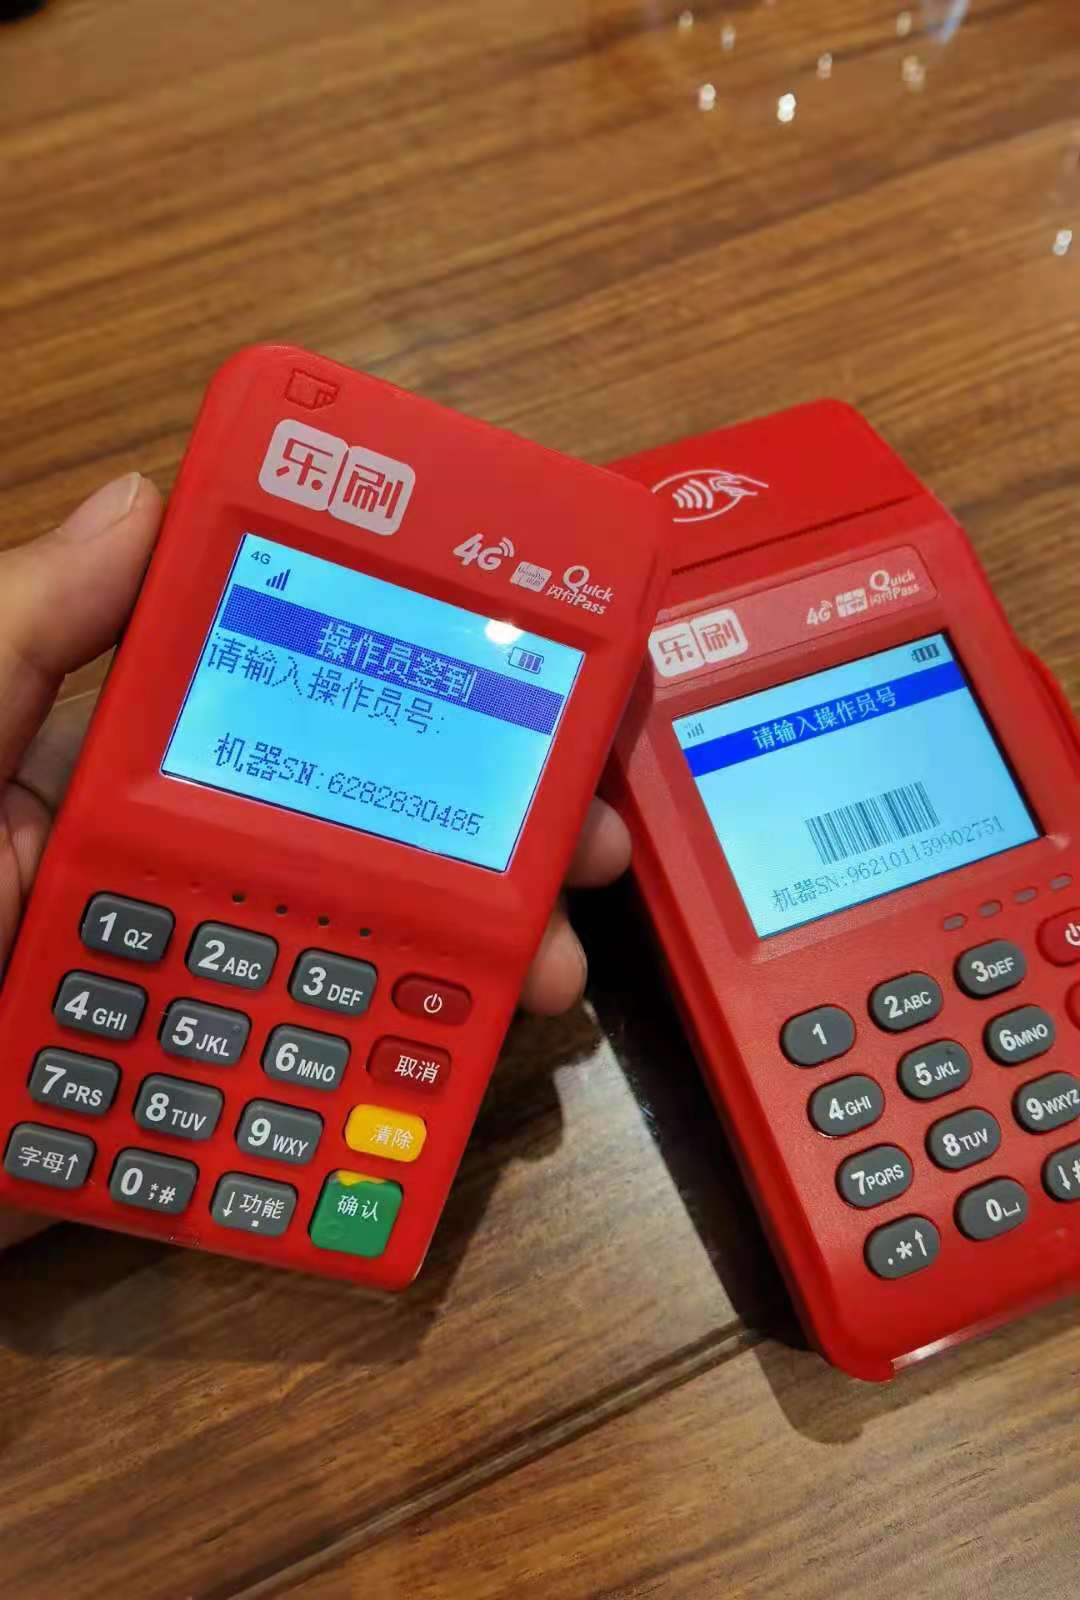 乐刷
4G
Quick
闪付Pass
4G
操作员签到
请输入操作员号:
机器SN:6282830485
1 QZ
2 ABC
3 DEF
4 GHI
5 JKL
6 MNO
取消
7 PRS
8 TUV
9 WXY
清除
字母↑
0 ;*#
↓功能
确认
乐刷
4G
Quick
闪付Pass
请输入操作员号
机器SN:962101159902751
1
2 ABC
3 DEF
4 GHI
5 JKL
6 MNO
7 PQRS
8 TUV
9 WXYZ
.*↑
0
↓#